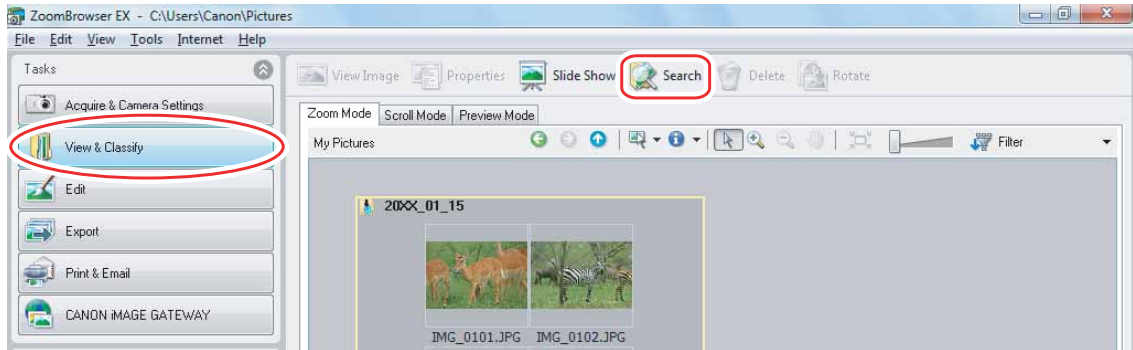 ZoomBrowser EX - C:\Users\Canon\Pictures
File Edit View Tools Internet Help
Tasks
View Image Properties Slide Show Search Delete Rotate
Acquire & Camera Settings
Zoom Mode Scroll Mode Preview Mode
View & Classify
My Pictures Filter
Edit
20XX_01_15
Export
Print & Email
CANON iMAGE GATEWAY
IMG_0101.JPG IMG_0102.JPG